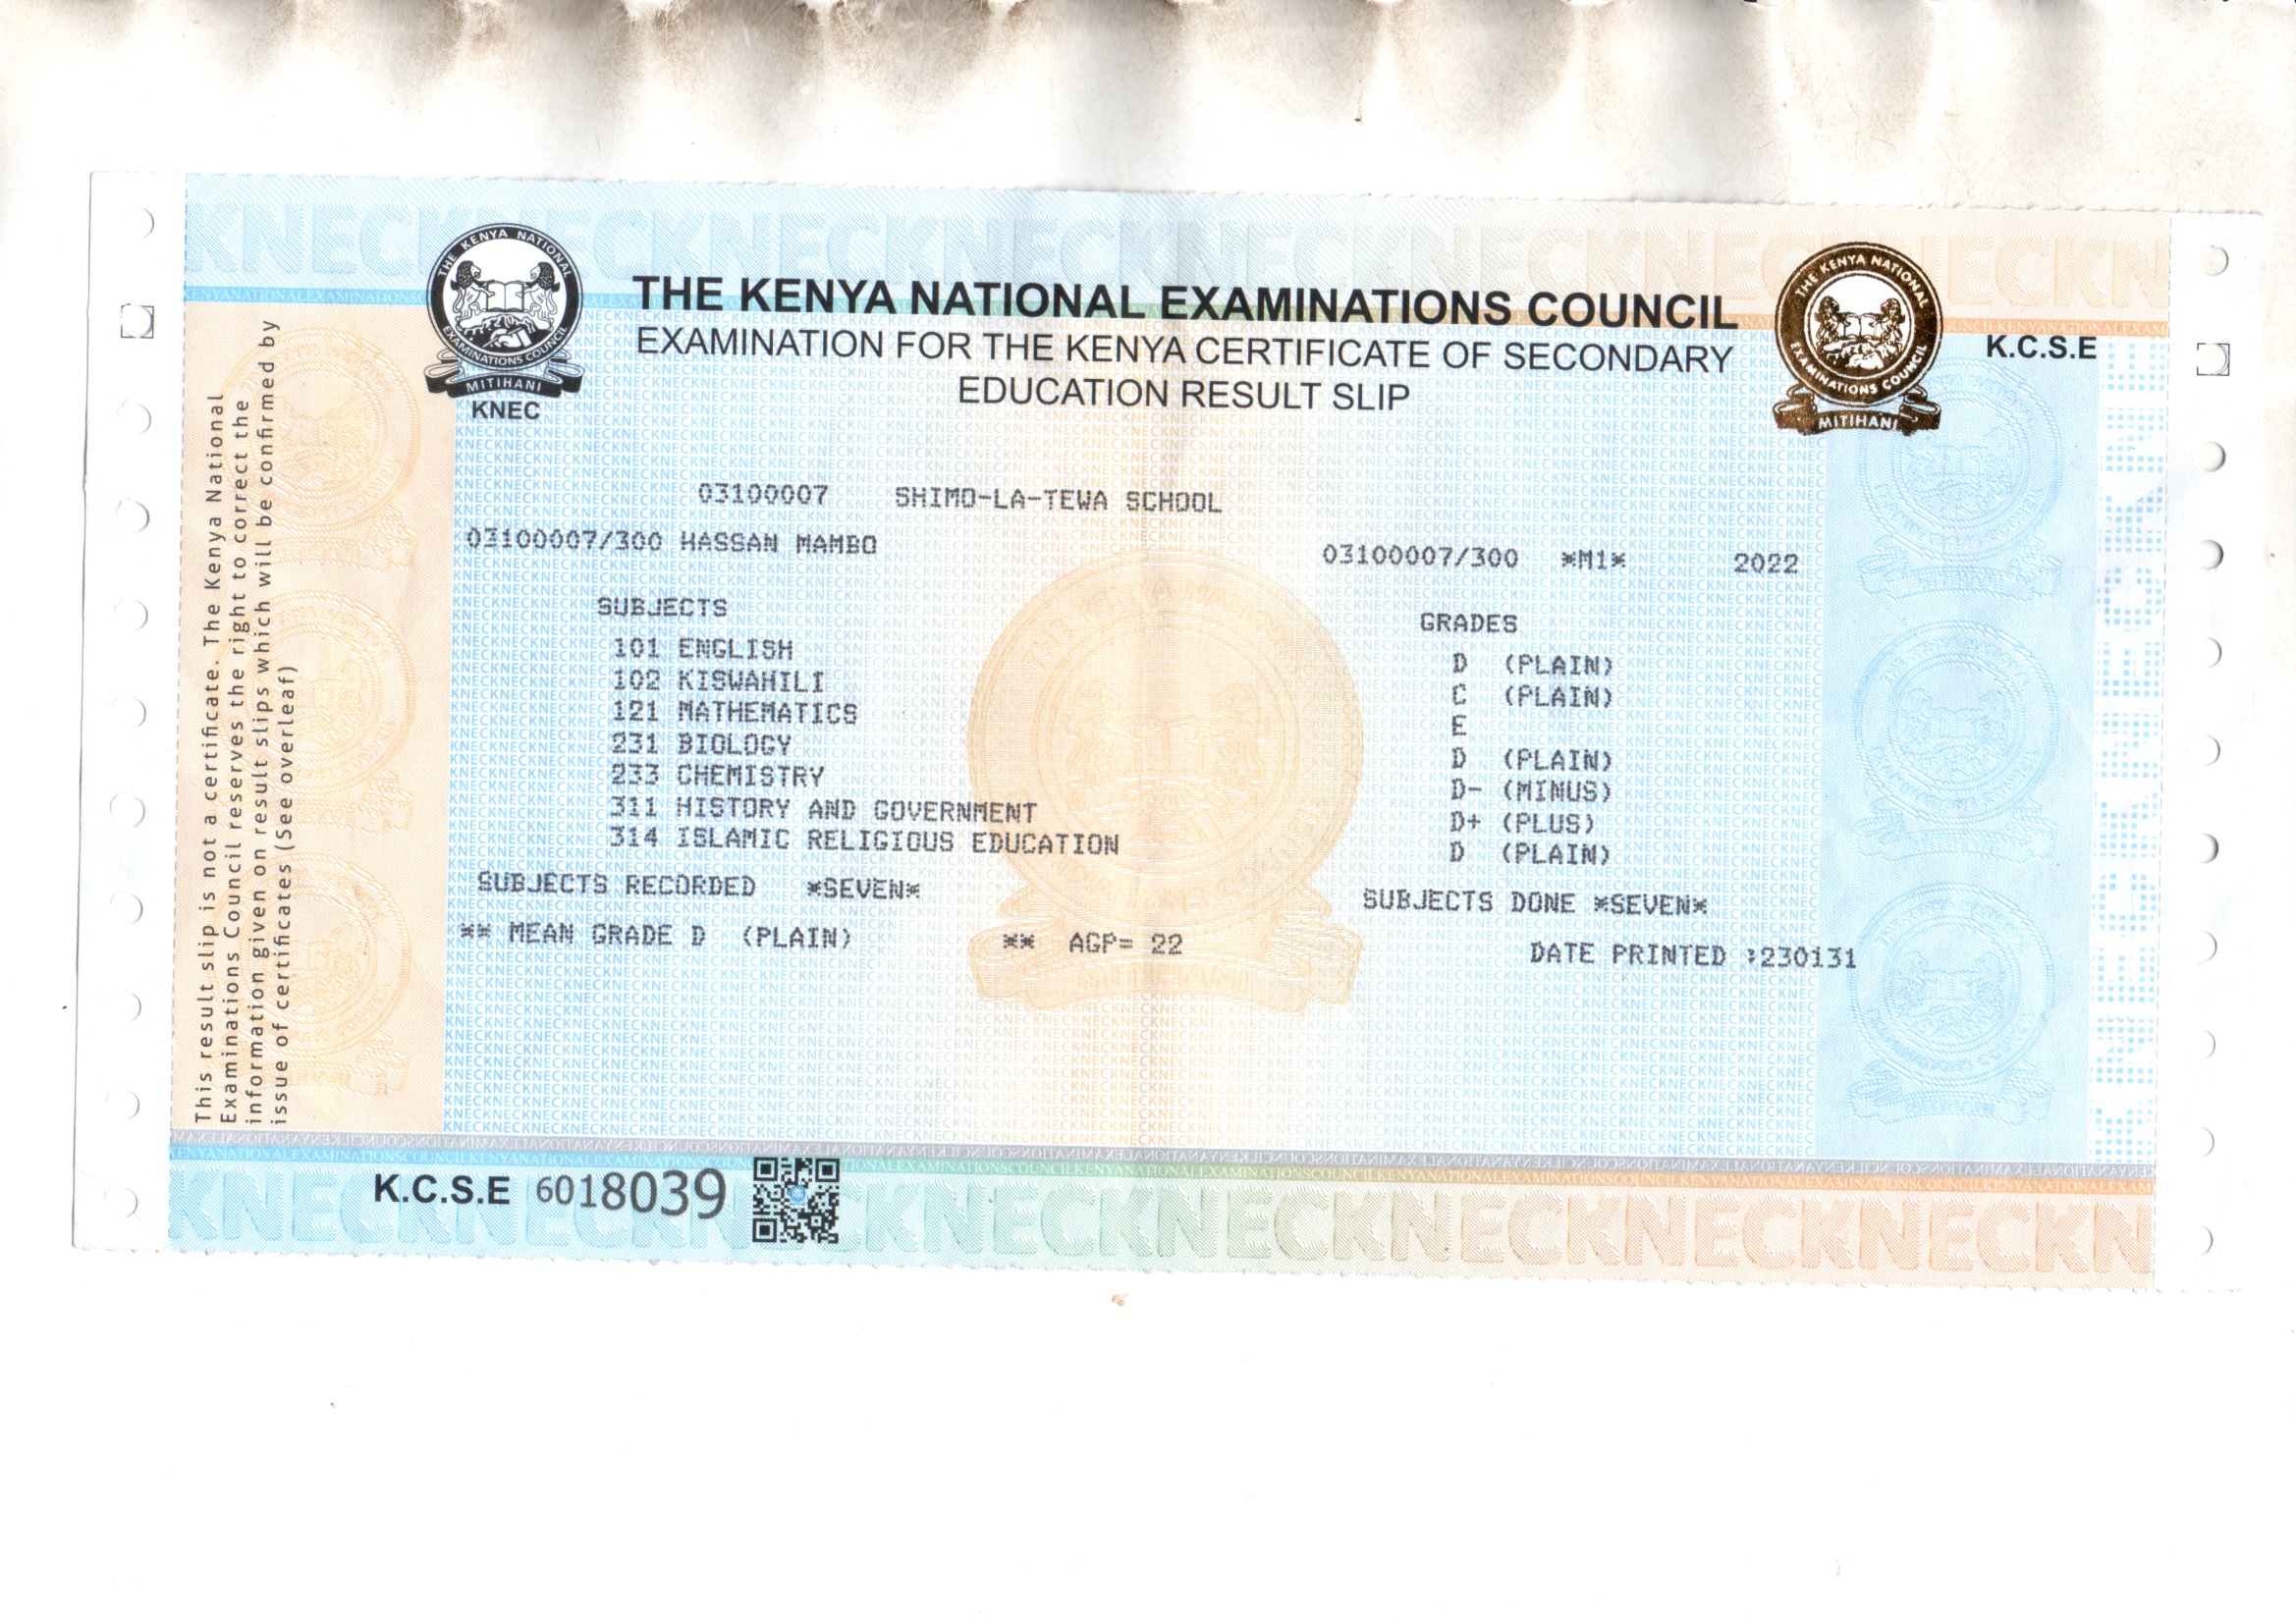 THE KENYA NATIONAL EXAMINATIONS COUNCIL
EXAMINATION FOR THE KENYA CERTIFICATE OF SECONDARY
EDUCATION RESULT SLIP
THE KENYA NATIONAL
EXAMINATIONS COUNCIL
MITIHANI
KNEC
THE KENYA NATIONAL
EXAMINATIONS COUNCIL
MITIHANI
K.C.S.E
03100007 SHIMO-LA-TEWA SCHOOL
03100007/300 HASSAN MAMBO 03100007/300 *M1* 2022
SUBJECTS GRADES
101 ENGLISH D (PLAIN)
102 KISWAHILI C (PLAIN)
121 MATHEMATICS E
231 BIOLOGY D (PLAIN)
233 CHEMISTRY D- (MINUS)
311 HISTORY AND GOVERNMENT D+ (PLUS)
314 ISLAMIC RELIGIOUS EDUCATION D (PLAIN)
SUBJECTS RECORDED *SEVEN* SUBJECTS DONE *SEVEN*
** MEAN GRADE D (PLAIN) ** AGP= 22 DATE PRINTED :230131
This result slip is not a certificate. The Kenya National
Examinations Council reserves the right to correct the
information given on result slips which will be confirmed by
issue of certificates (See overleaf)
K.C.S.E 6018039